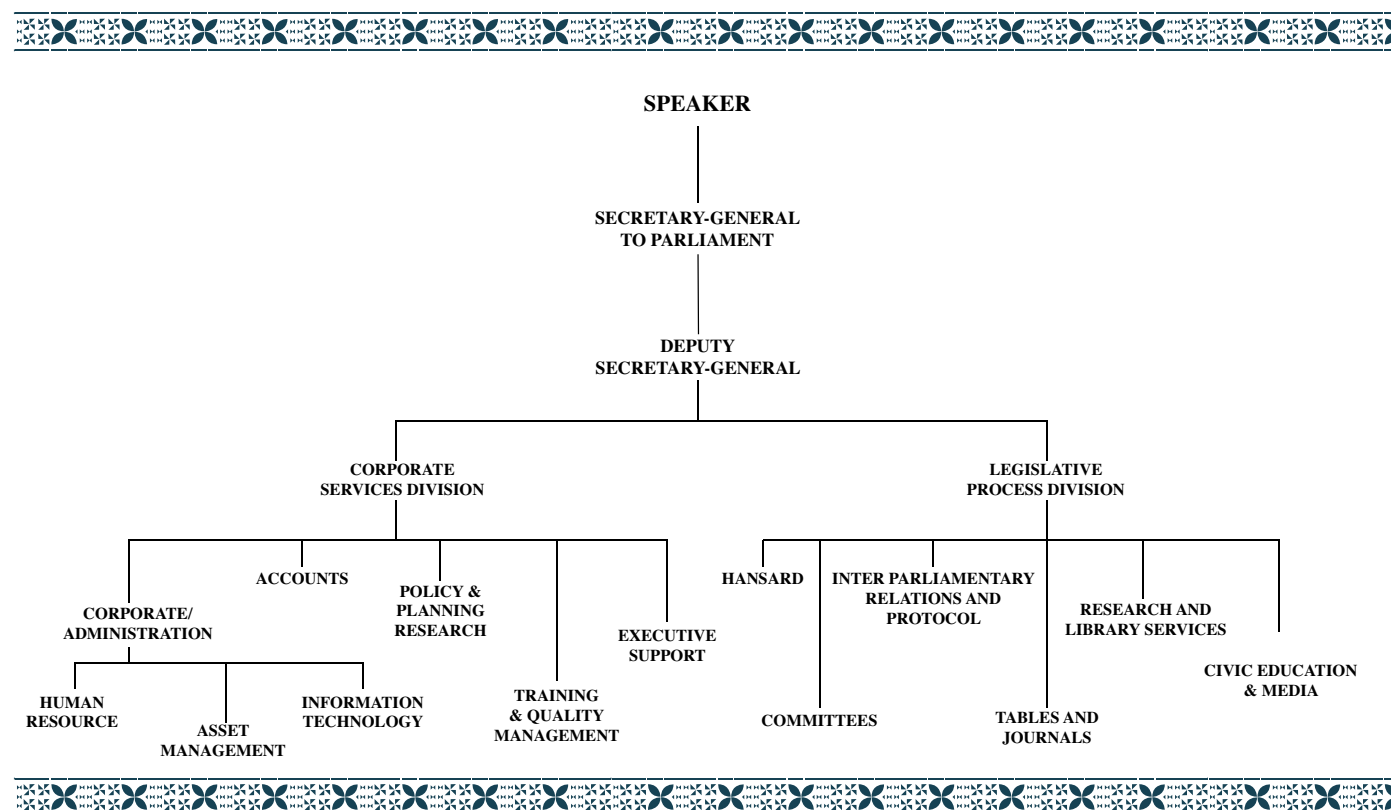 SPEAKER
SECRETARY-GENERAL
TO PARLIAMENT
DEPUTY
SECRETARY-GENERAL
CORPORATE
SERVICES DIVISION
LEGISLATIVE
PROCESS DIVISION
CORPORATE/
ADMINISTRATION
ACCOUNTS
POLICY &
PLANNING
RESEARCH
TRAINING
& QUALITY
MANAGEMENT
EXECUTIVE
SUPPORT
HUMAN
RESOURCE
ASSET
MANAGEMENT
INFORMATION
TECHNOLOGY
HANSARD
COMMITTEES
INTER PARLIAMENTARY
RELATIONS AND
PROTOCOL
TABLES AND
JOURNALS
RESEARCH AND
LIBRARY SERVICES
CIVIC EDUCATION
& MEDIA